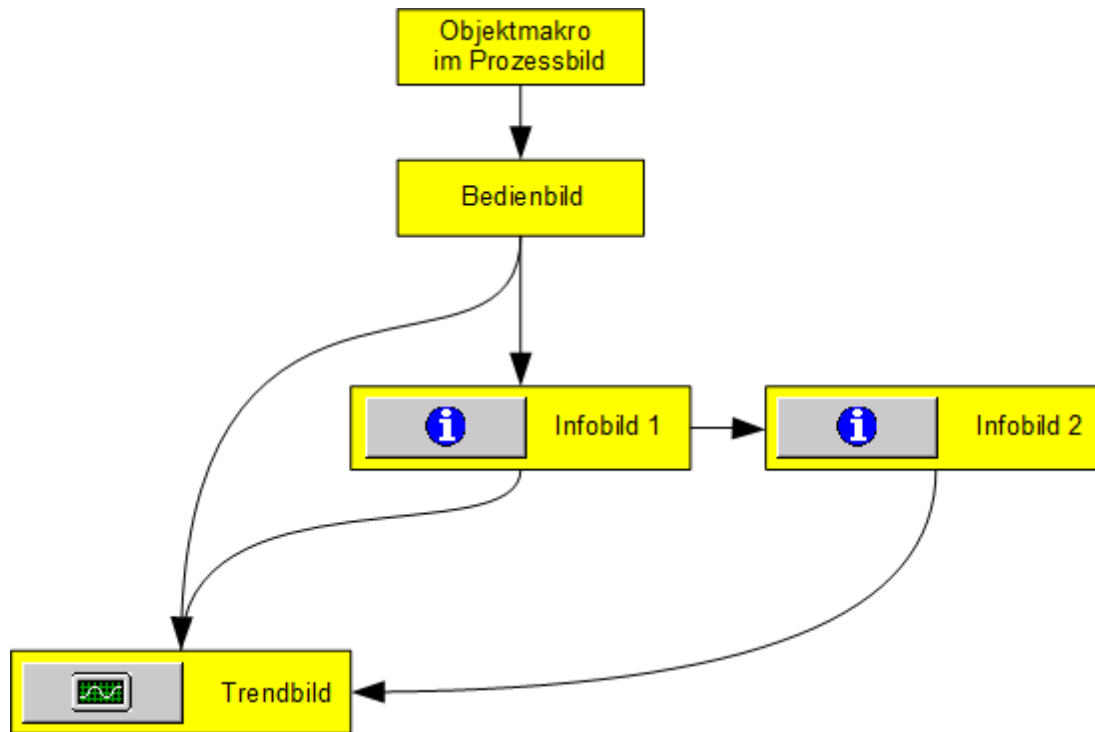 Objektmakro
im Prozessbild
Bedienbild
Infobild 1
Infobild 2
Trendbild